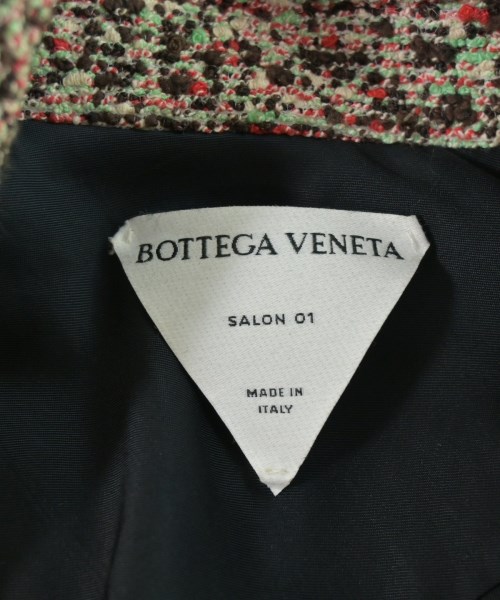 BOTTEGA VENETA
SALON 01
MADE IN
ITALY